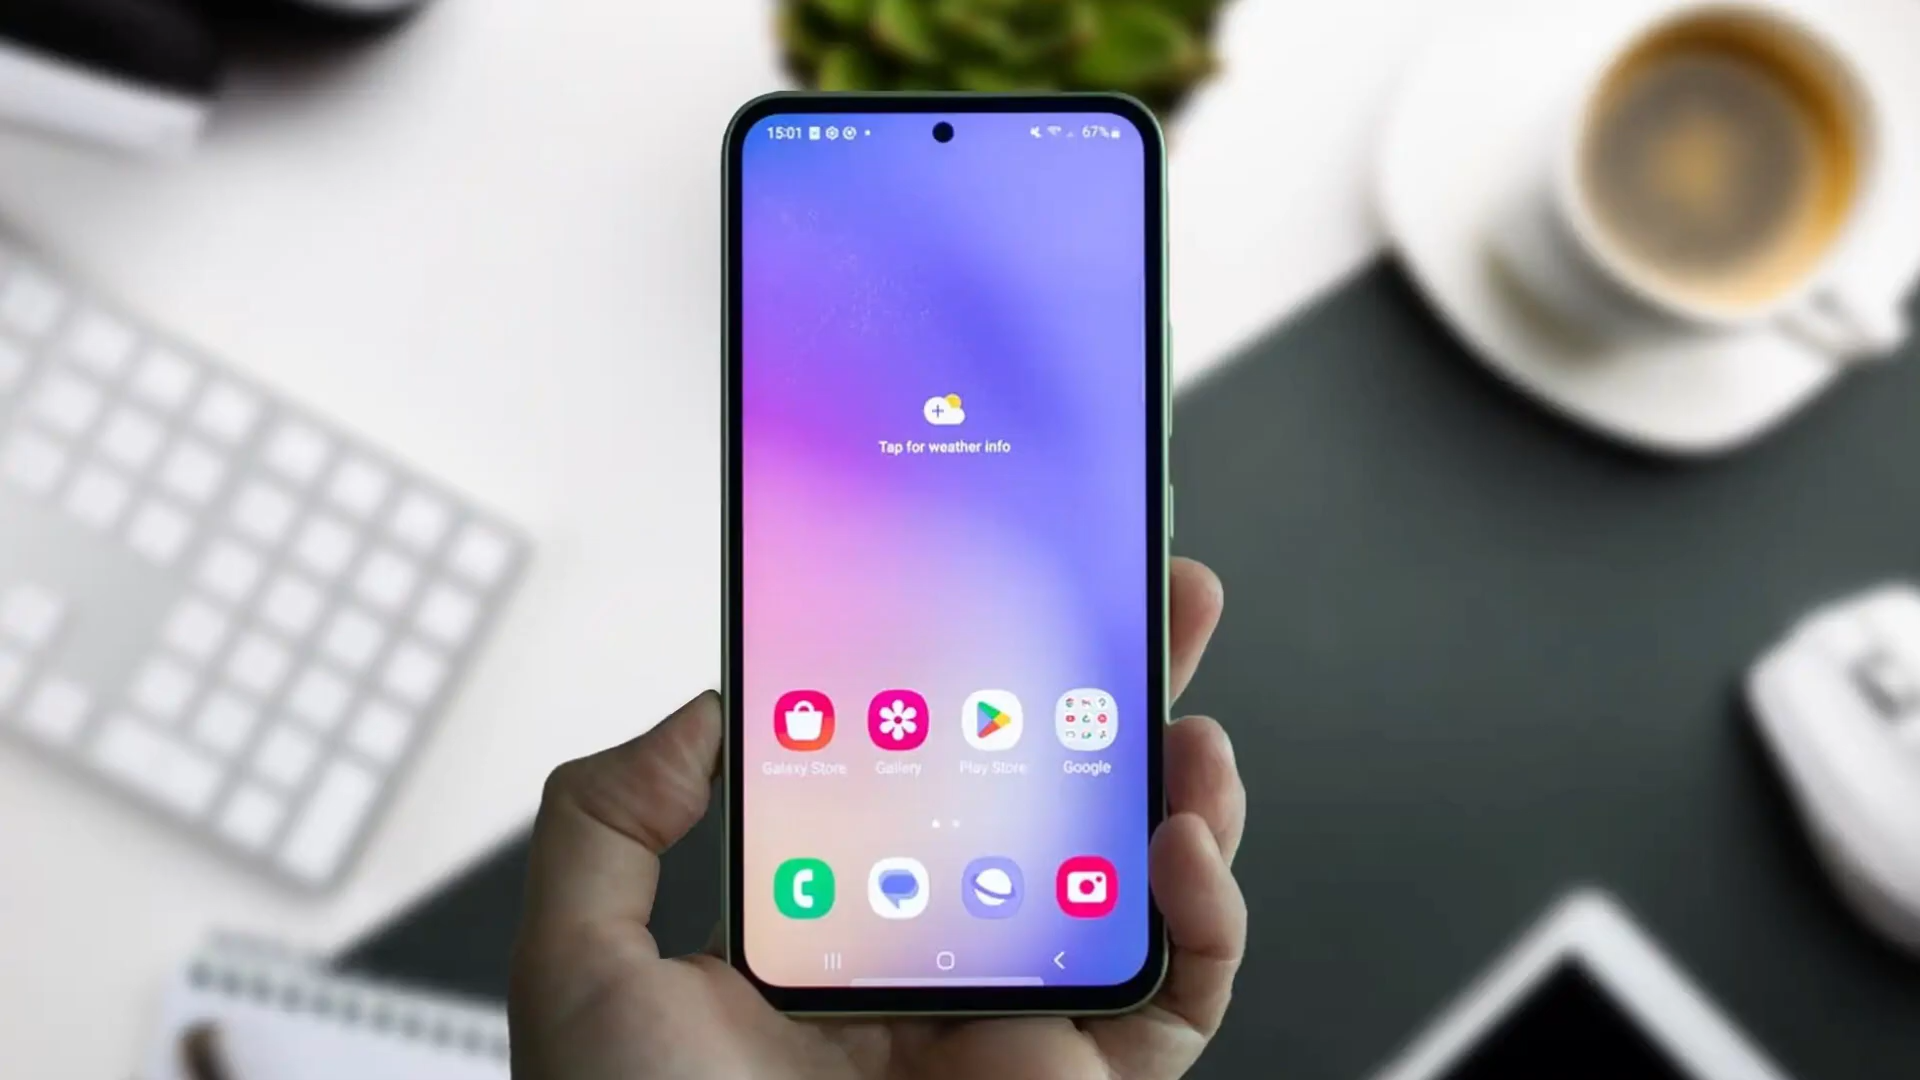 15:01
67%
Tap for weather info
Galaxy Store
Gallery
Play Store
Google